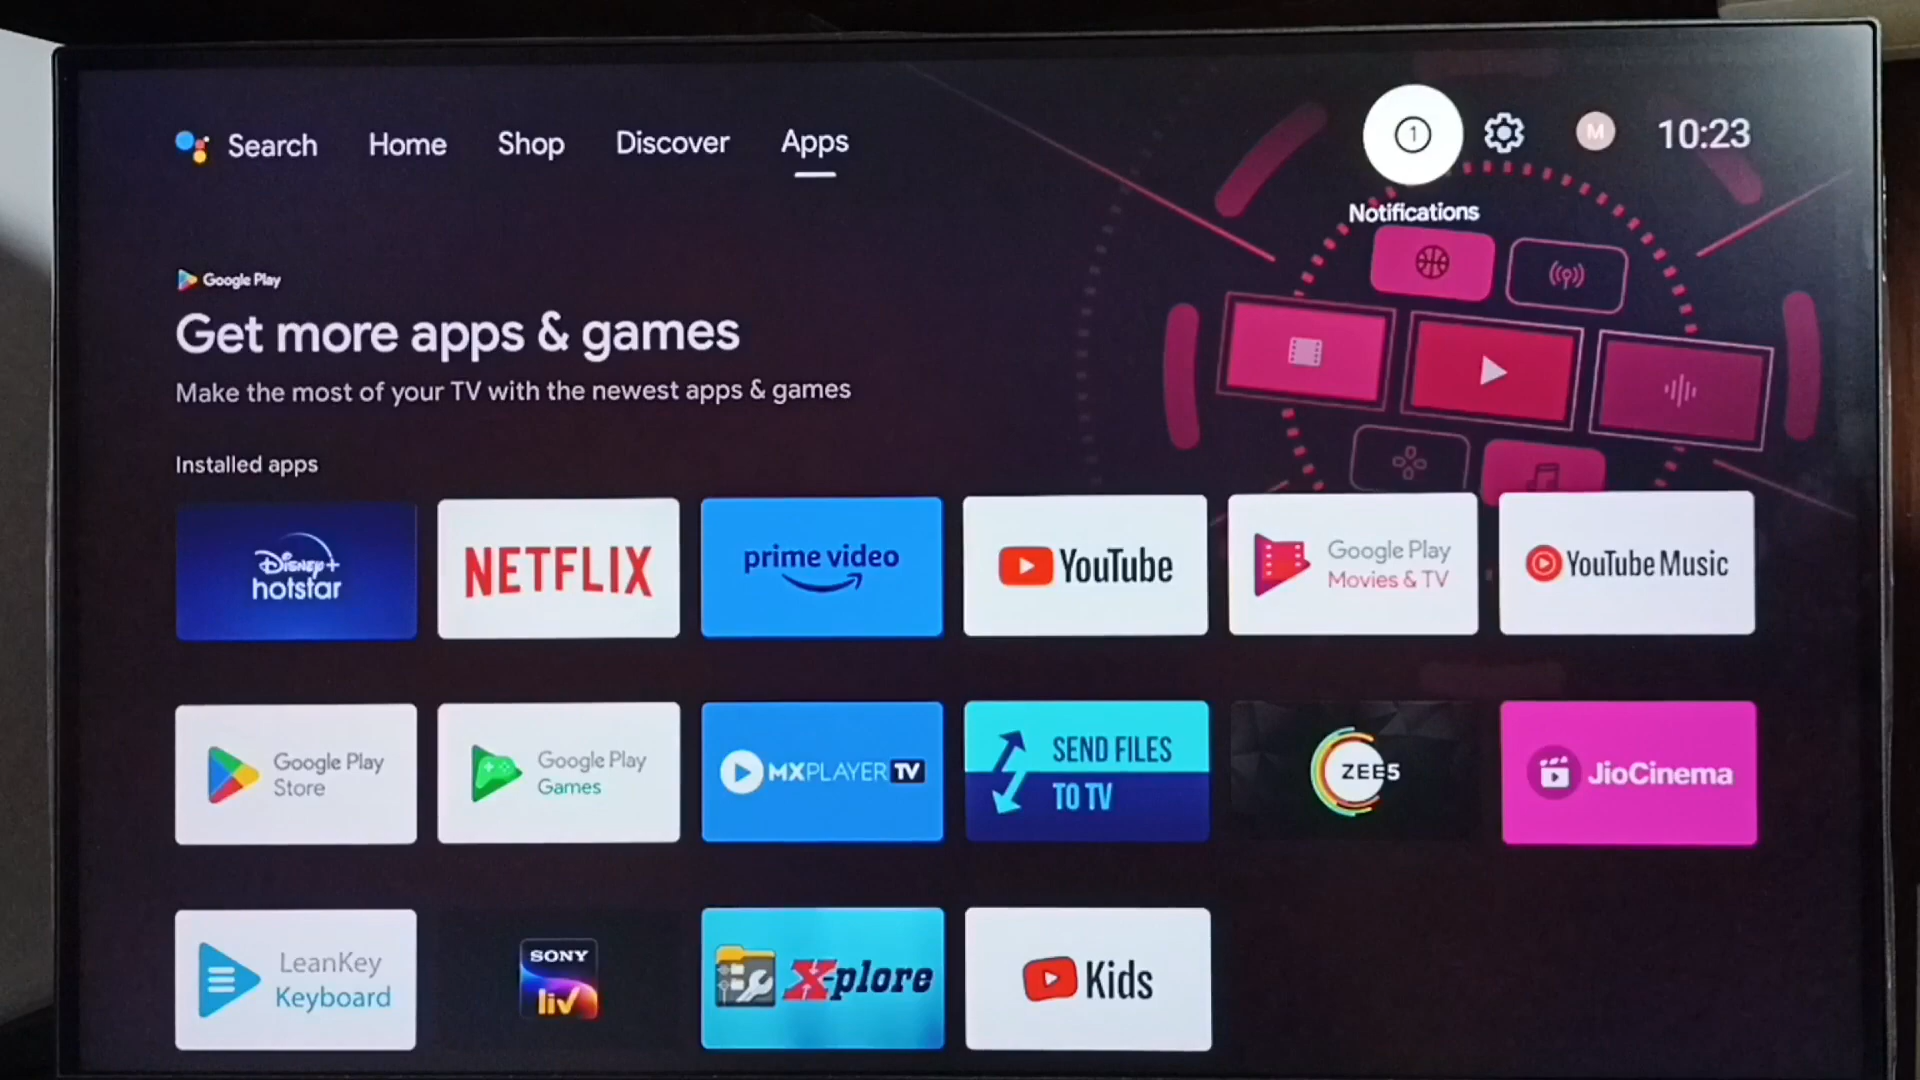 Search Home Shop Discover Apps 1 M 10:23
Notifications
Google Play
Get more apps & games
Make the most of your TV with the newest apps & games
Installed apps
Disney+
hotstar
NETFLIX
prime video
YouTube
Google Play
Movies & TV
YouTube Music
Google Play
Store
Google Play
Games
MXPLAYER TV
SEND FILES
TO TV
ZEE5
JioCinema
LeanKey
Keyboard
SONY
liv
X-plore
Kids